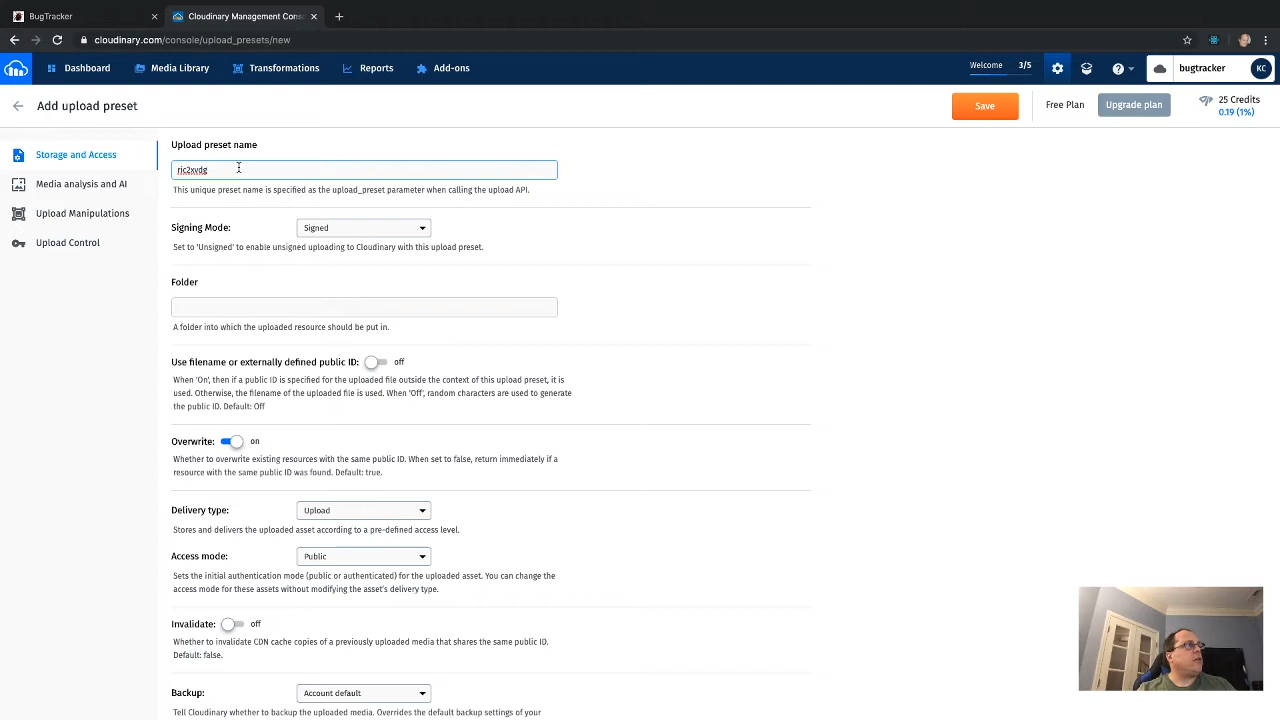 BugTracker
Cloudinary Management Cons
cloudinary.com/console/upload_presets/new
Dashboard
Media Library
Transformations
Reports
Add-ons
Welcome 3/5
bugtracker
KC
Add upload preset
Save
Free Plan
Upgrade plan
25 Credits
0.19 (1%)
Storage and Access
Media analysis and AI
Upload Manipulations
Upload Control
Upload preset name
ric2xvdg
This unique preset name is specified as the upload_preset parameter when calling the upload API.
Signing Mode: Signed
Set to 'Unsigned' to enable unsigned uploading to Cloudinary with this upload preset.
Folder
A folder into which the uploaded resource should be put in.
Use filename or externally defined public ID: off
When 'On', then if a public ID is specified for the uploaded file outside the context of this upload preset, it is
used. Otherwise, the filename of the uploaded file is used. When 'Off', random characters are used to generate
the public ID. Default: Off
Overwrite: on
Whether to overwrite existing resources with the same public ID. When set to false, return immediately if a
resource with the same public ID was found. Default: true.
Delivery type: Upload
Stores and delivers the uploaded asset according to a pre-defined access level.
Access mode: Public
Sets the initial authentication mode (public or authenticated) for the uploaded asset. You can change the
access mode for these assets without modifying the asset's delivery type.
Invalidate: off
Whether to invalidate CDN cache copies of a previously uploaded media that shares the same public ID.
Default: false.
Backup: Account default
Tell Cloudinary whether to backup the uploaded media. Overrides the default backup settings of your